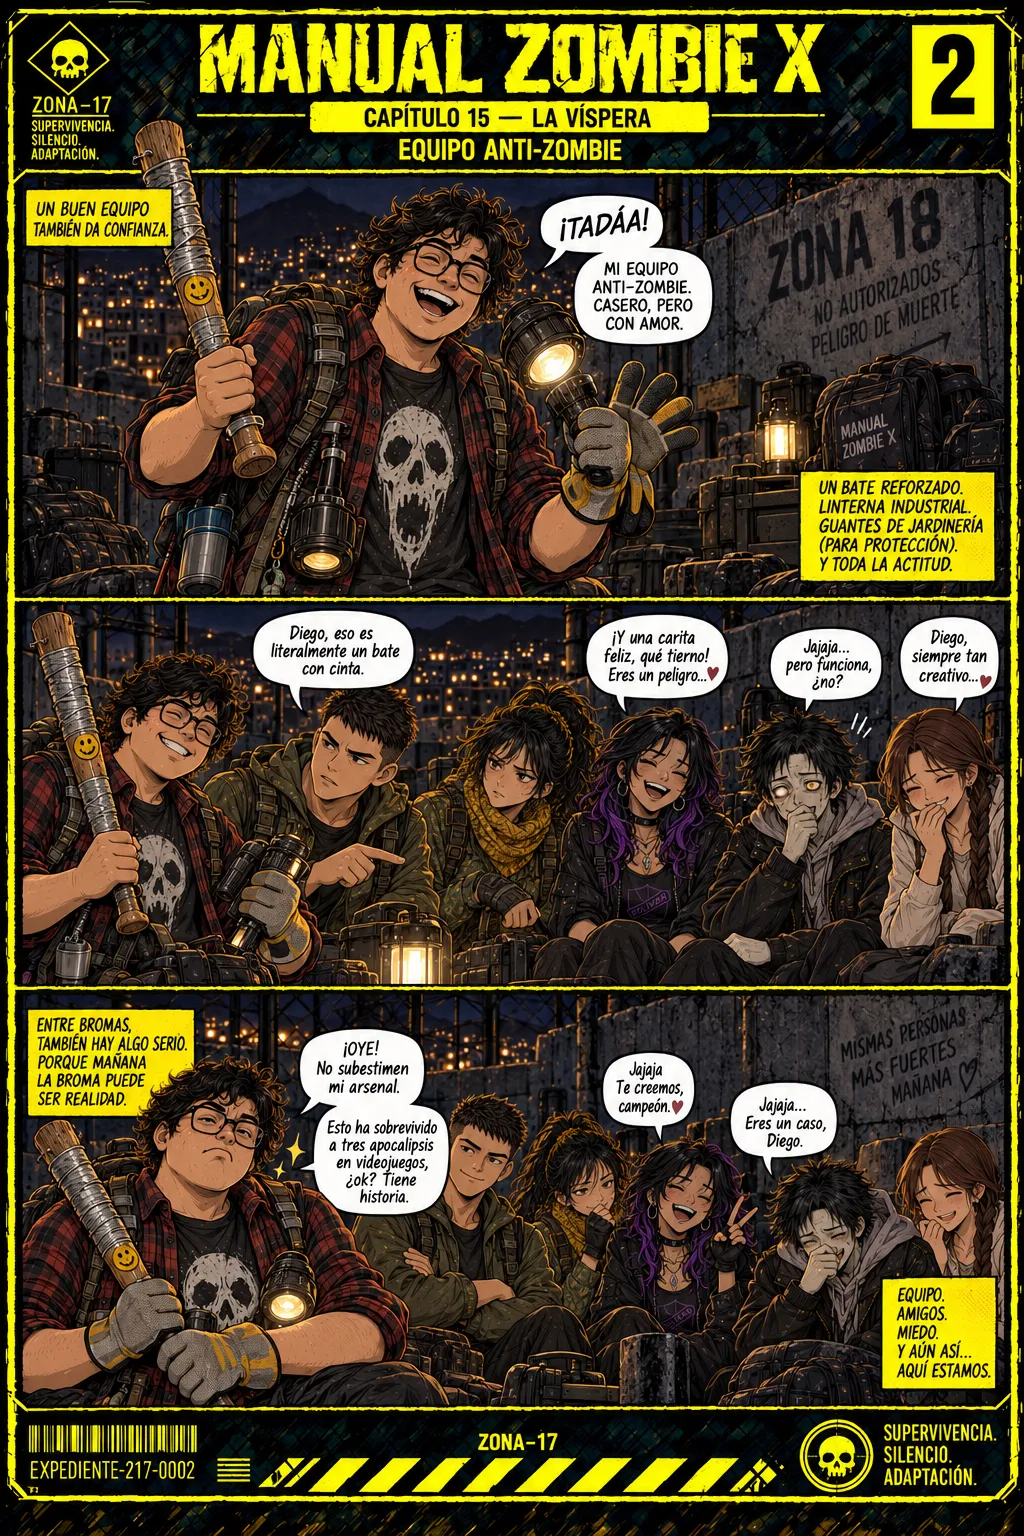 MANUAL ZOMBIE X
2
ZONA-17
SUPERVIVENCIA.
SILENCIO.
ADAPTACIÓN.
CAPÍTULO 15 — LA VÍSPERA
EQUIPO ANTI-ZOMBIE
UN BUEN EQUIPO
TAMBIÉN DA CONFIANZA.
¡TADÁA!
MI EQUIPO
ANTI-ZOMBIE.
CASERO, PERO
CON AMOR.
ZONA 18
NO AUTORIZADOS
PELIGRO DE MUERTE
MANUAL
ZOMBIE X
UN BATE REFORZADO.
LINTERNA INDUSTRIAL.
GUANTES DE JARDINERÍA
(PARA PROTECCIÓN).
Y TODA LA ACTITUD.
Diego, eso es
literalmente un bate
con cinta.
¡Y una carita
feliz, qué tierno!
Eres un peligro...
Jajaja...
pero funciona,
¿no?
Diego,
siempre tan
creativo...
ENTRE BROMAS,
TAMBIÉN HAY ALGO SERIO.
PORQUE MAÑANA
LA BROMA PUEDE
SER REALIDAD.
¡OYE!
No subestimen
mi arsenal.
Esto ha sobrevivido
a tres apocalipsis
en videojuegos,
¿ok? Tiene
historia.
Jajaja
Te creemos,
campeón.
Jajaja...
Eres un caso,
Diego.
MISMAS PERSONAS
MÁS FUERTES
MAÑANA
EQUIPO.
AMIGOS.
MIEDO.
Y AÚN ASÍ...
AQUÍ ESTAMOS.
EXPEDIENTE-217-0002
ZONA-17
SUPERVIVENCIA.
SILENCIO.
ADAPTACIÓN.